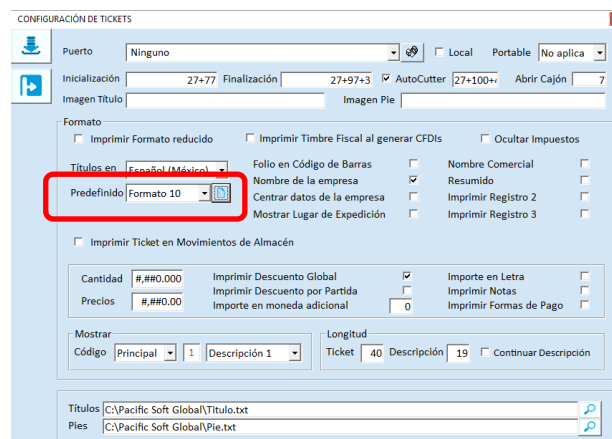 CONFIGURACIÓN DE TICKETS
Puerto Ninguno Local Portable No aplica
Inicialización 27+77 Finalización 27+97+3 AutoCutter 27+100+ Abrir Cajón 7
Imagen Título Imagen Pie
Formato
Imprimir Formato reducido Imprimir Timbre Fiscal al generar CFDIs Ocultar Impuestos
Títulos en Español (México) Folio en Código de Barras Nombre Comercial
Predefinido Formato 10 Nombre de la empresa Resumido
Centrar datos de la empresa Imprimir Registro 2
Mostrar Lugar de Expedición Imprimir Registro 3
Imprimir Ticket en Movimientos de Almacén
Cantidad #,##0.000 Imprimir Descuento Global Importe en Letra
Imprimir Descuento por Partida Imprimir Notas
Precios #,##0.00 Importe en moneda adicional 0 Imprimir Formas de Pago
Mostrar Longitud
Código Principal 1 Descripción 1 Ticket 40 Descripción 19 Continuar Descripción
Títulos C:\Pacific Soft Global\Titulo.txt
Pies C:\Pacific Soft Global\Pie.txt